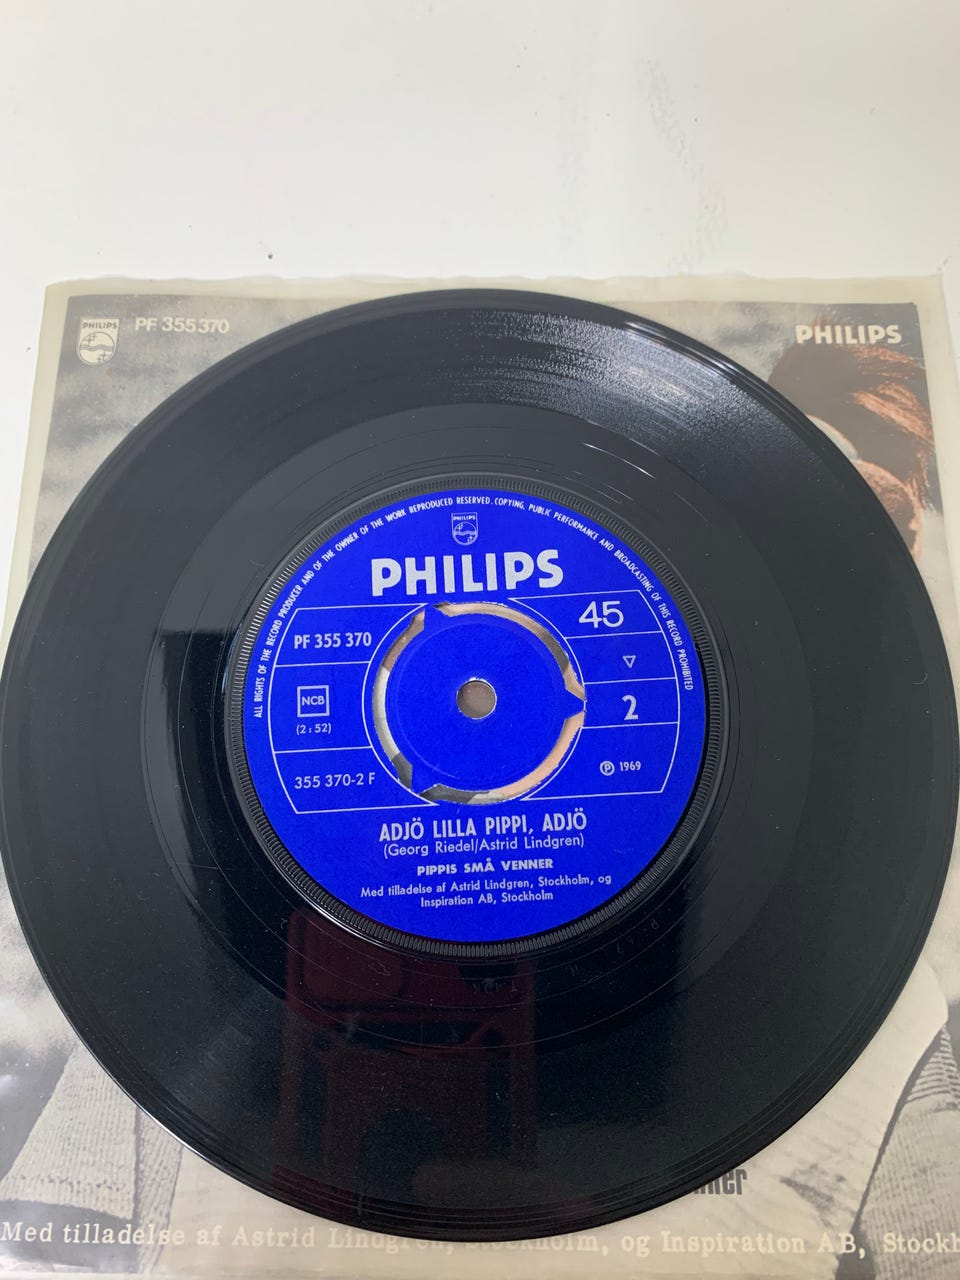 PHILIPS
PF 355 370
PHILIPS
ALL RIGHTS OF THE RECORD PRODUCER AND OF THE OWNER OF THE WORK REPRODUCED RESERVED. COPYING, PUBLIC PERFORMANCE AND BROADCASTING OF THIS RECORD PROHIBITED
PHILIPS
PHILIPS
PF 355 370
45
NCB
▽
(2:52)
2
355 370-2 F
℗ 1969
ADJÖ LILLA PIPPI, ADJÖ
(Georg Riedel/Astrid Lindgren)
PIPPIS SMÅ VENNER
Med tilladelse af Astrid Lindgren, Stockholm, og
Inspiration AB, Stockholm
Med tilladelse af Astrid Lindgren, Stockholm, og Inspiration AB, Stockh